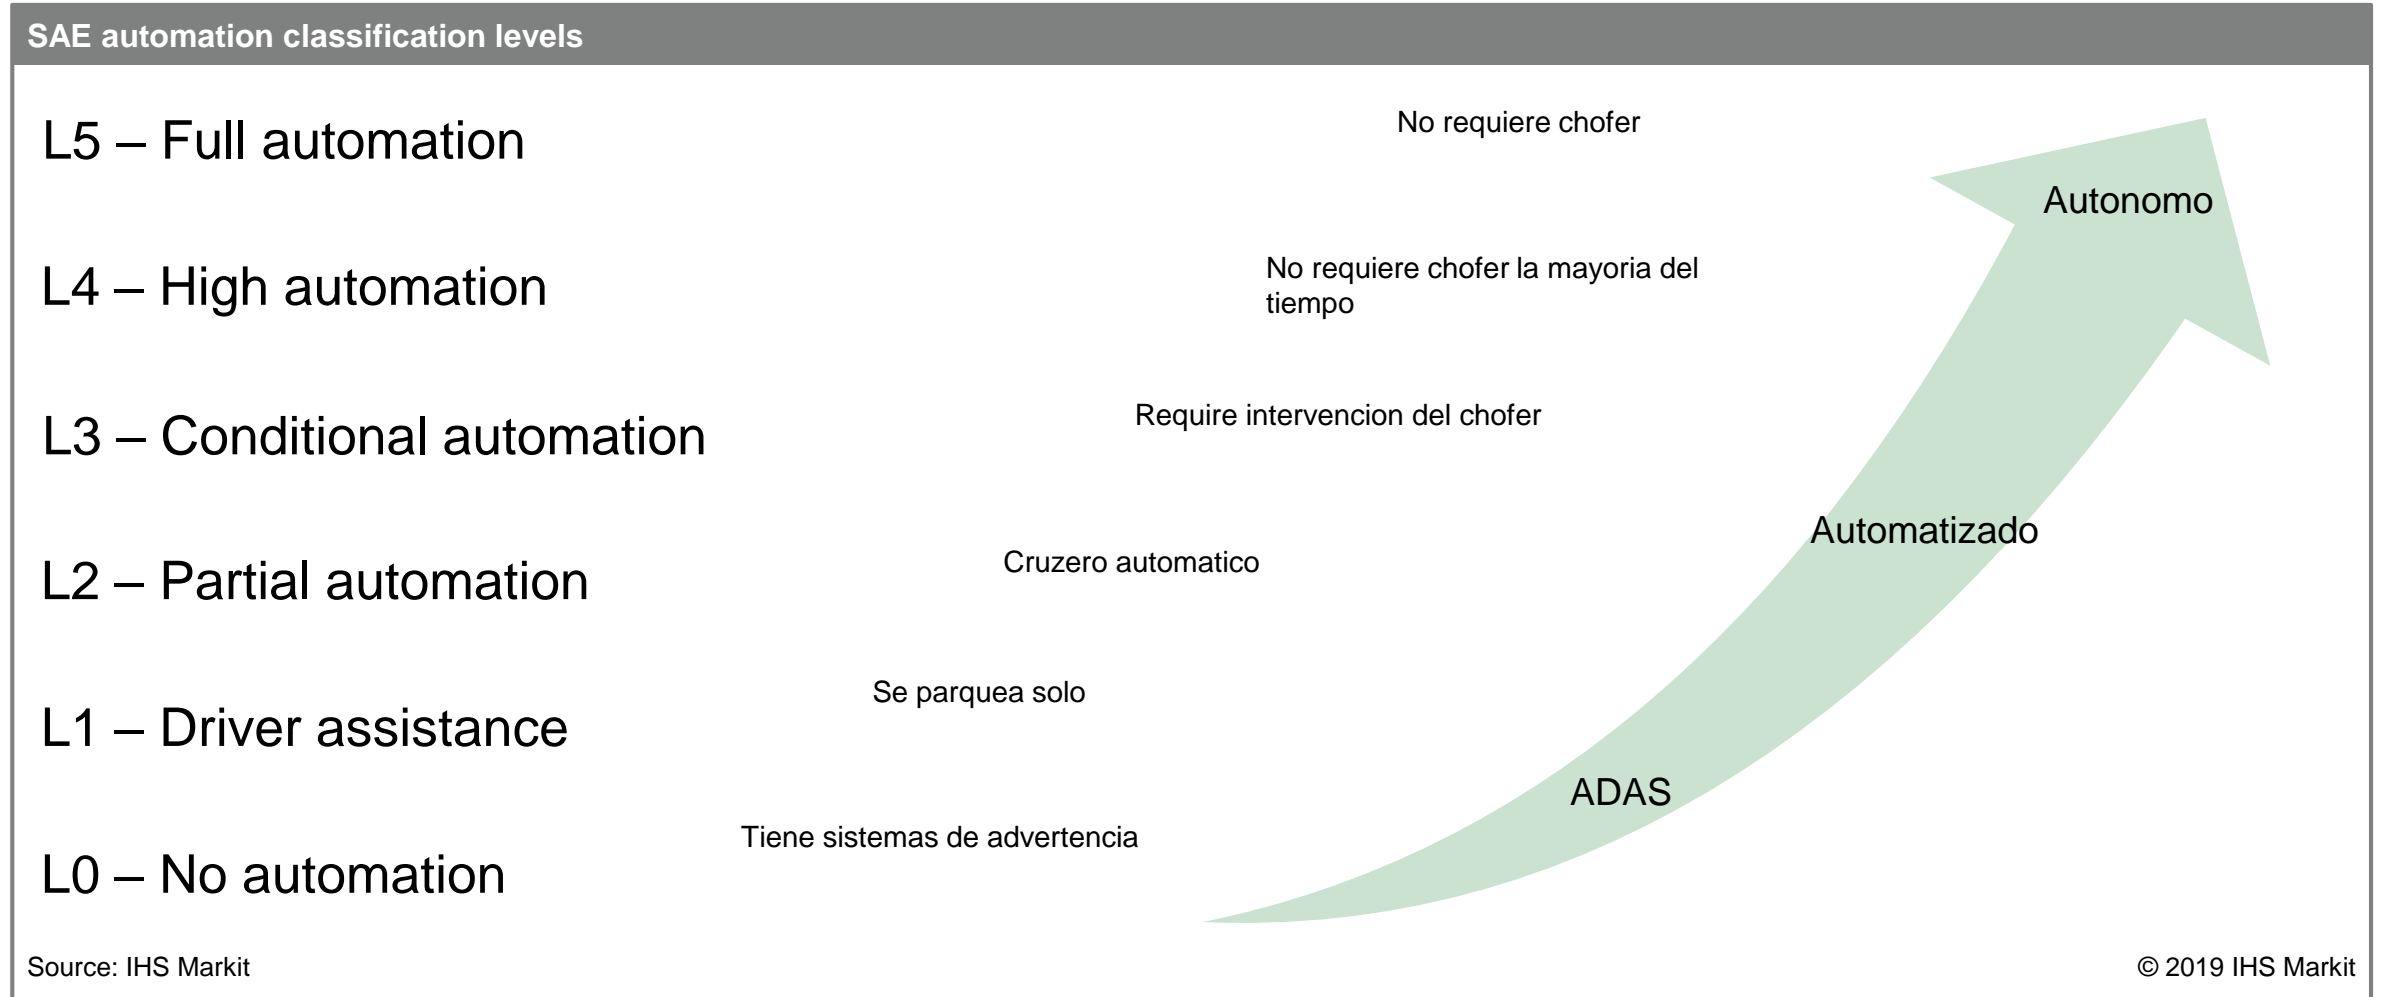 SAE automation classification levels
L5 – Full automation
No requiere chofer
Autonomo
L4 – High automation
No requiere chofer la mayoria del
tiempo
L3 – Conditional automation
Require intervencion del chofer
Automatizado
L2 – Partial automation
Cruzero automatico
L1 – Driver assistance
Se parquea solo
ADAS
L0 – No automation
Tiene sistemas de advertencia
Source: IHS Markit
© 2019 IHS Markit